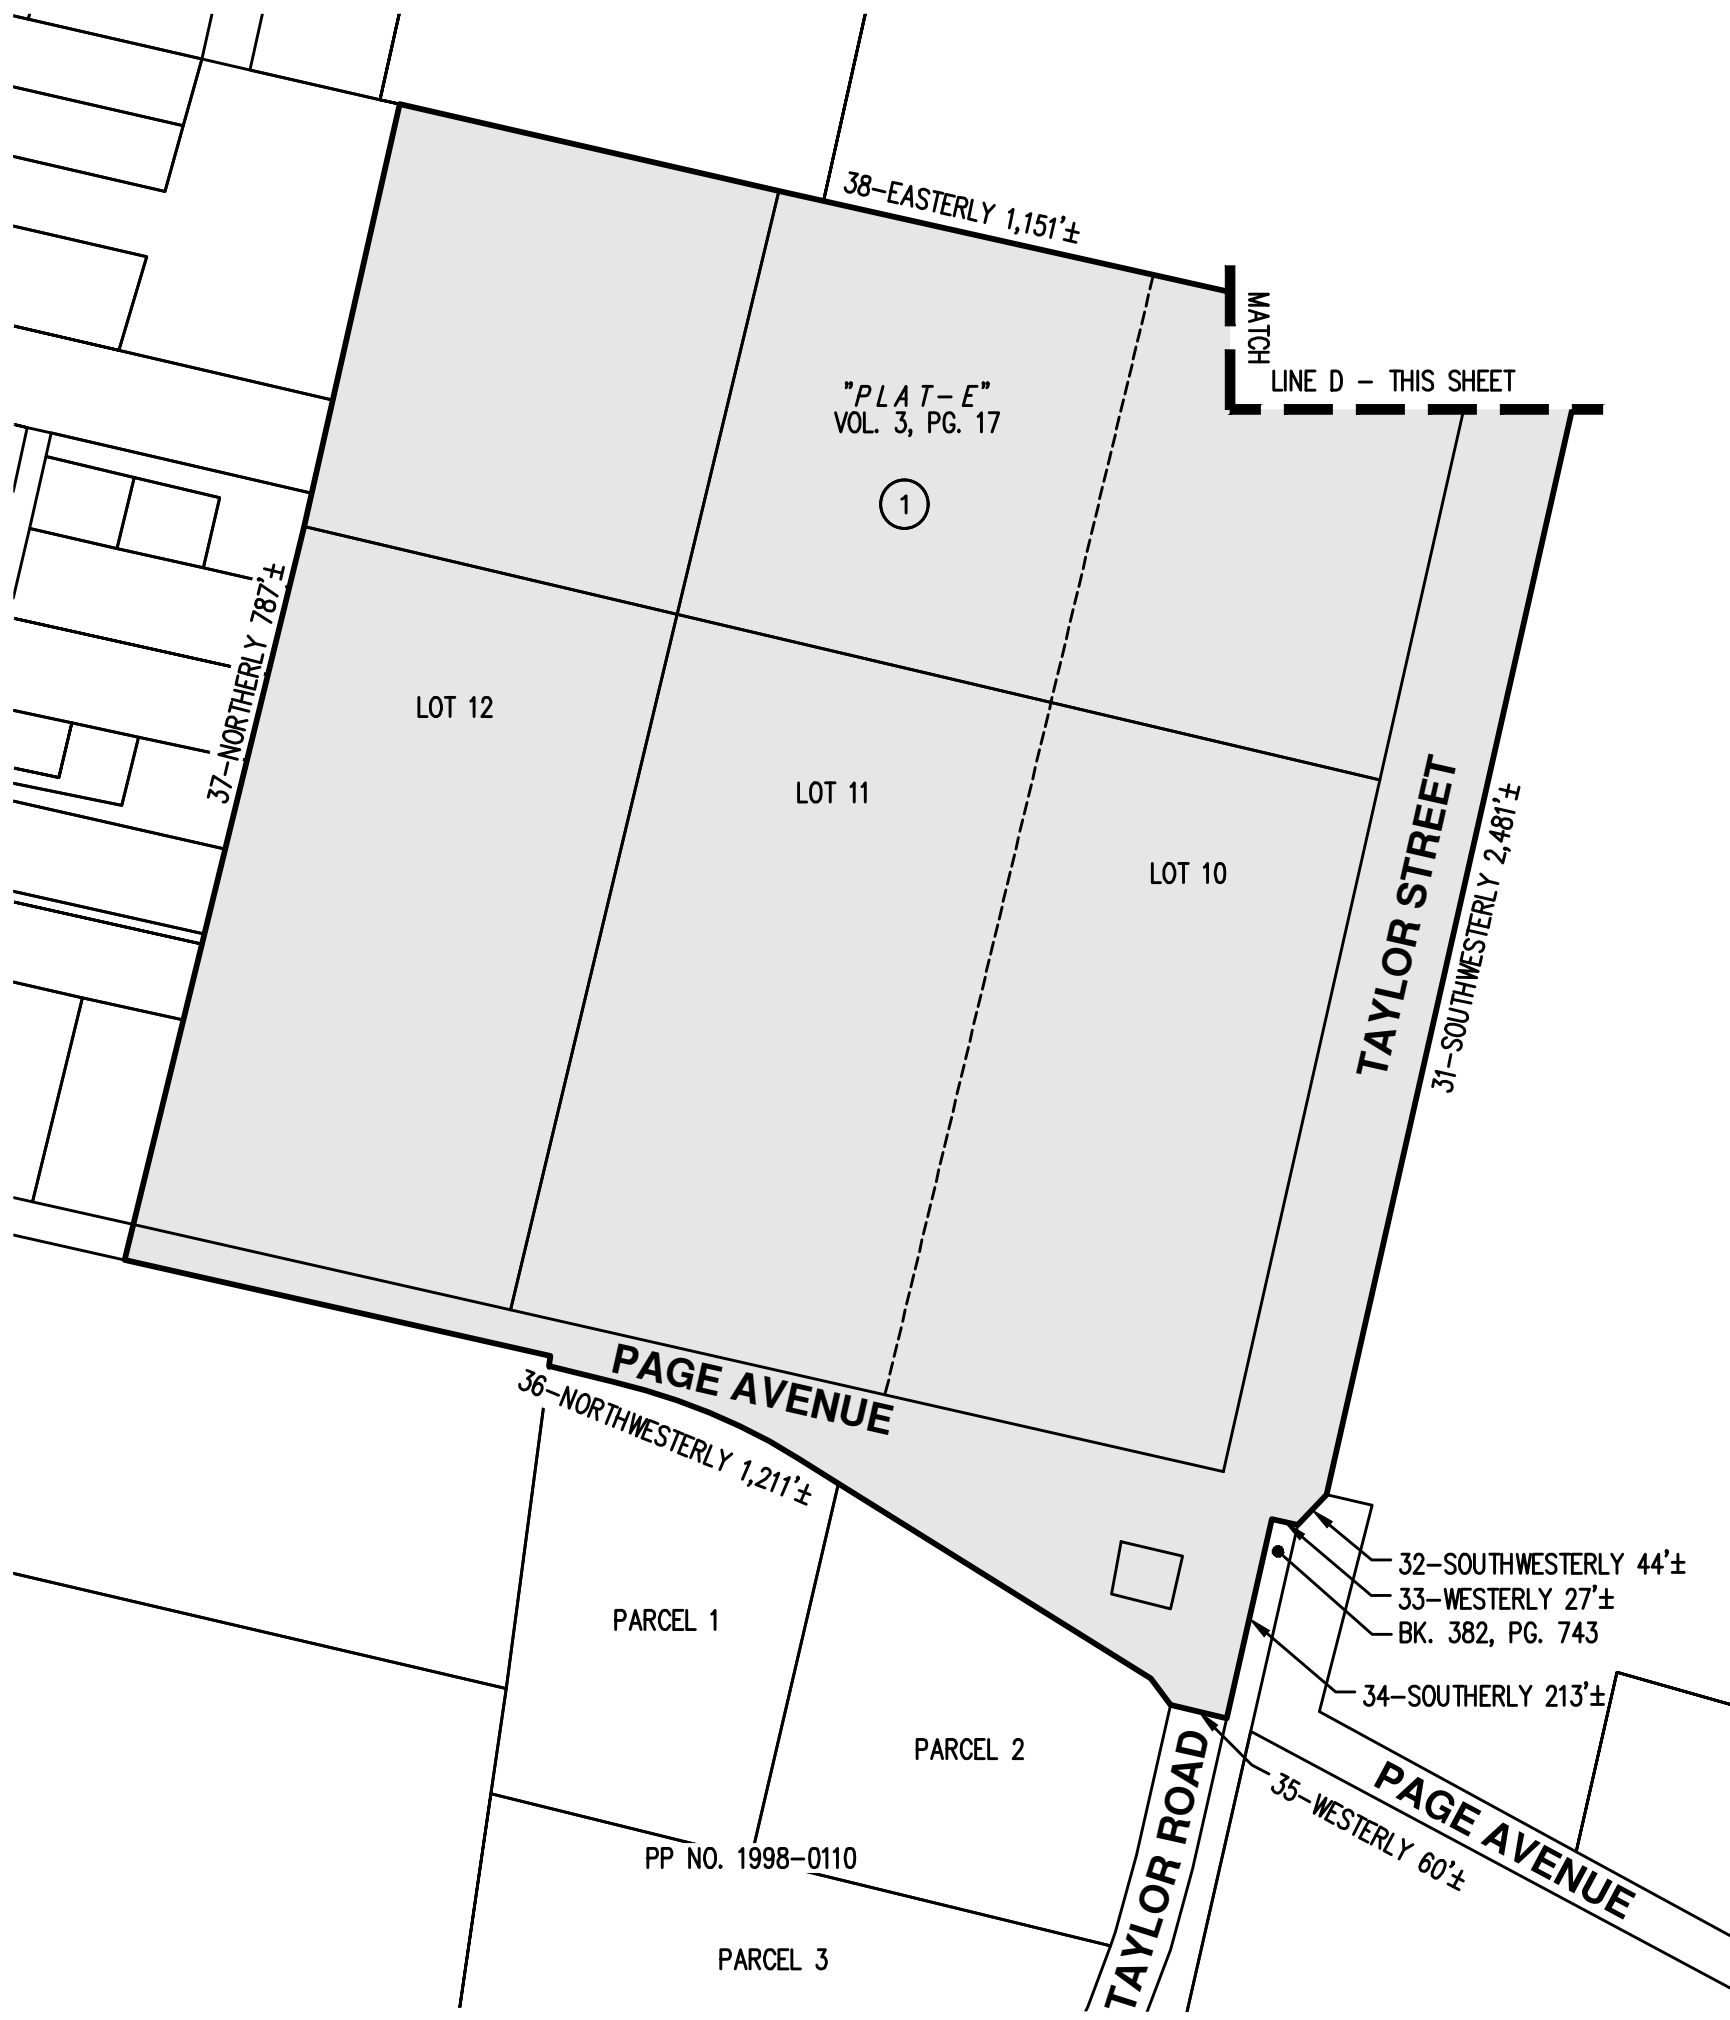 38-EASTERLY 1,151'±
MATCH
LINE D - THIS SHEET
"PLAT-E"
VOL. 3, PG. 17
1
37-NORTHERLY 787'±
LOT 12
LOT 11
LOT 10
TAYLOR STREET
31-SOUTHWESTERLY 2,481'±
PAGE AVENUE
36-NORTHWESTERLY 1,211'±
32-SOUTHWESTERLY 44'±
33-WESTERLY 27'±
BK. 382, PG. 743
34-SOUTHERLY 213'±
PARCEL 1
PARCEL 2
35-WESTERLY 60'±
PAGE AVENUE
TAYLOR ROAD
PP NO. 1998-0110
PARCEL 3